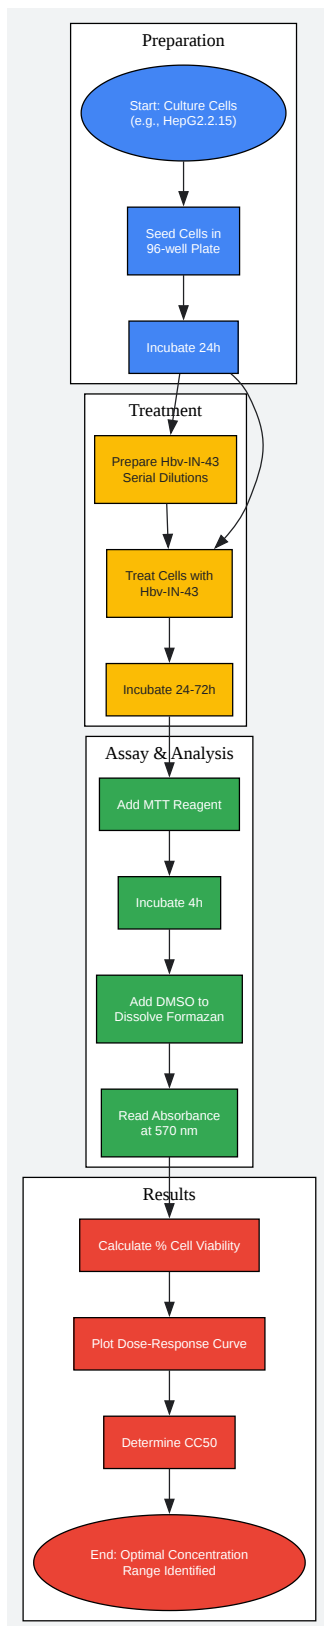 Preparation
Start: Culture Cells
(e.g., HepG2.2.15)
Seed Cells in
96-well Plate
Incubate 24h
Treatment
Prepare Hbv-IN-43
Serial Dilutions
Treat Cells with
Hbv-IN-43
Incubate 24-72h
Assay & Analysis
Add MTT Reagent
Incubate 4h
Add DMSO to
Dissolve Formazan
Read Absorbance
at 570 nm
Results
Calculate % Cell Viability
Plot Dose-Response Curve
Determine CC50
End: Optimal Concentration
Range Identified